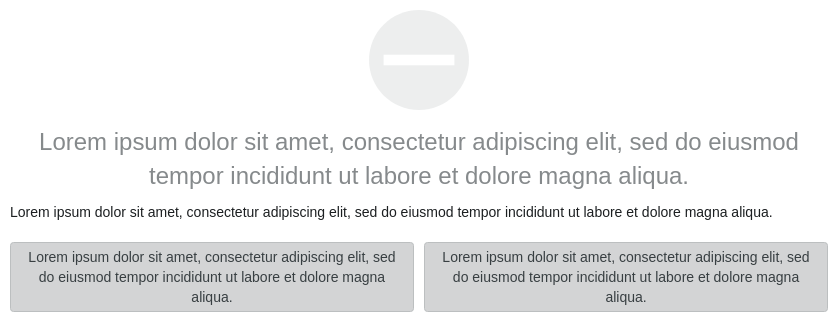 Lorem ipsum dolor sit amet, consectetur adipiscing elit, sed do eiusmod
tempor incididunt ut labore et dolore magna aliqua.
Lorem ipsum dolor sit amet, consectetur adipiscing elit, sed do eiusmod tempor incididunt ut labore et dolore magna aliqua.
Lorem ipsum dolor sit amet, consectetur adipiscing elit, sed
do eiusmod tempor incididunt ut labore et dolore magna
aliqua.
Lorem ipsum dolor sit amet, consectetur adipiscing elit, sed
do eiusmod tempor incididunt ut labore et dolore magna
aliqua.